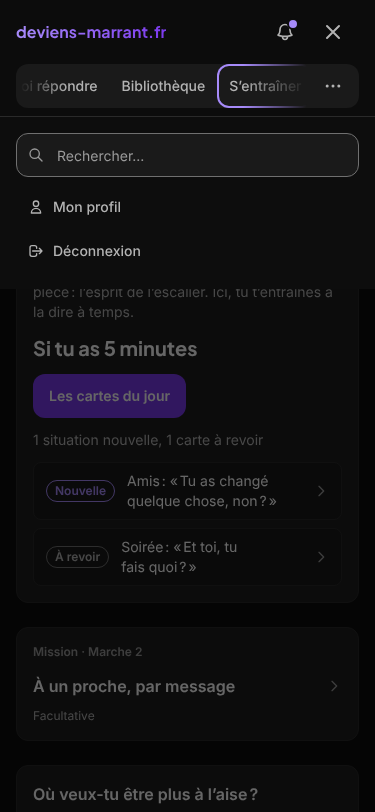 deviens-marrant.fr
oi répondre
Bibliothèque
S'entraîner
Rechercher...
Mon profil
Déconnexion
pièce : l'esprit de l'escalier. Ici, tu t'entraînes à
la dire à temps.
Si tu as 5 minutes
Les cartes du jour
1 situation nouvelle, 1 carte à revoir
Nouvelle
Amis : « Tu as changé
quelque chose, non ? »
À revoir
Soirée : « Et toi, tu
fais quoi ? »
Mission · Marche 2
À un proche, par message
Facultative
Où veux-tu être plus à l'aise ?